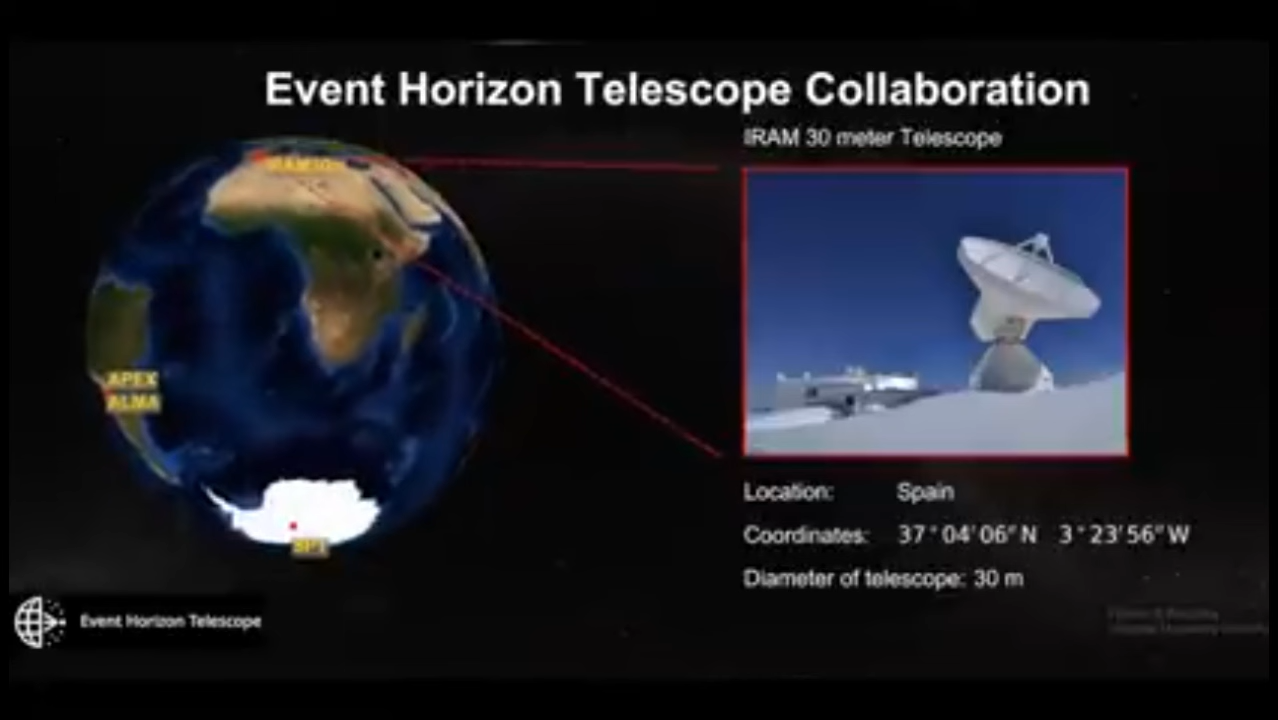 Event Horizon Telescope Collaboration
IRAM 30 meter Telescope
APEX
ALMA
Location: Spain
Coordinates: 37°04'06"N 3°23'56"W
Diameter of telescope: 30 m
Event Horizon Telescope